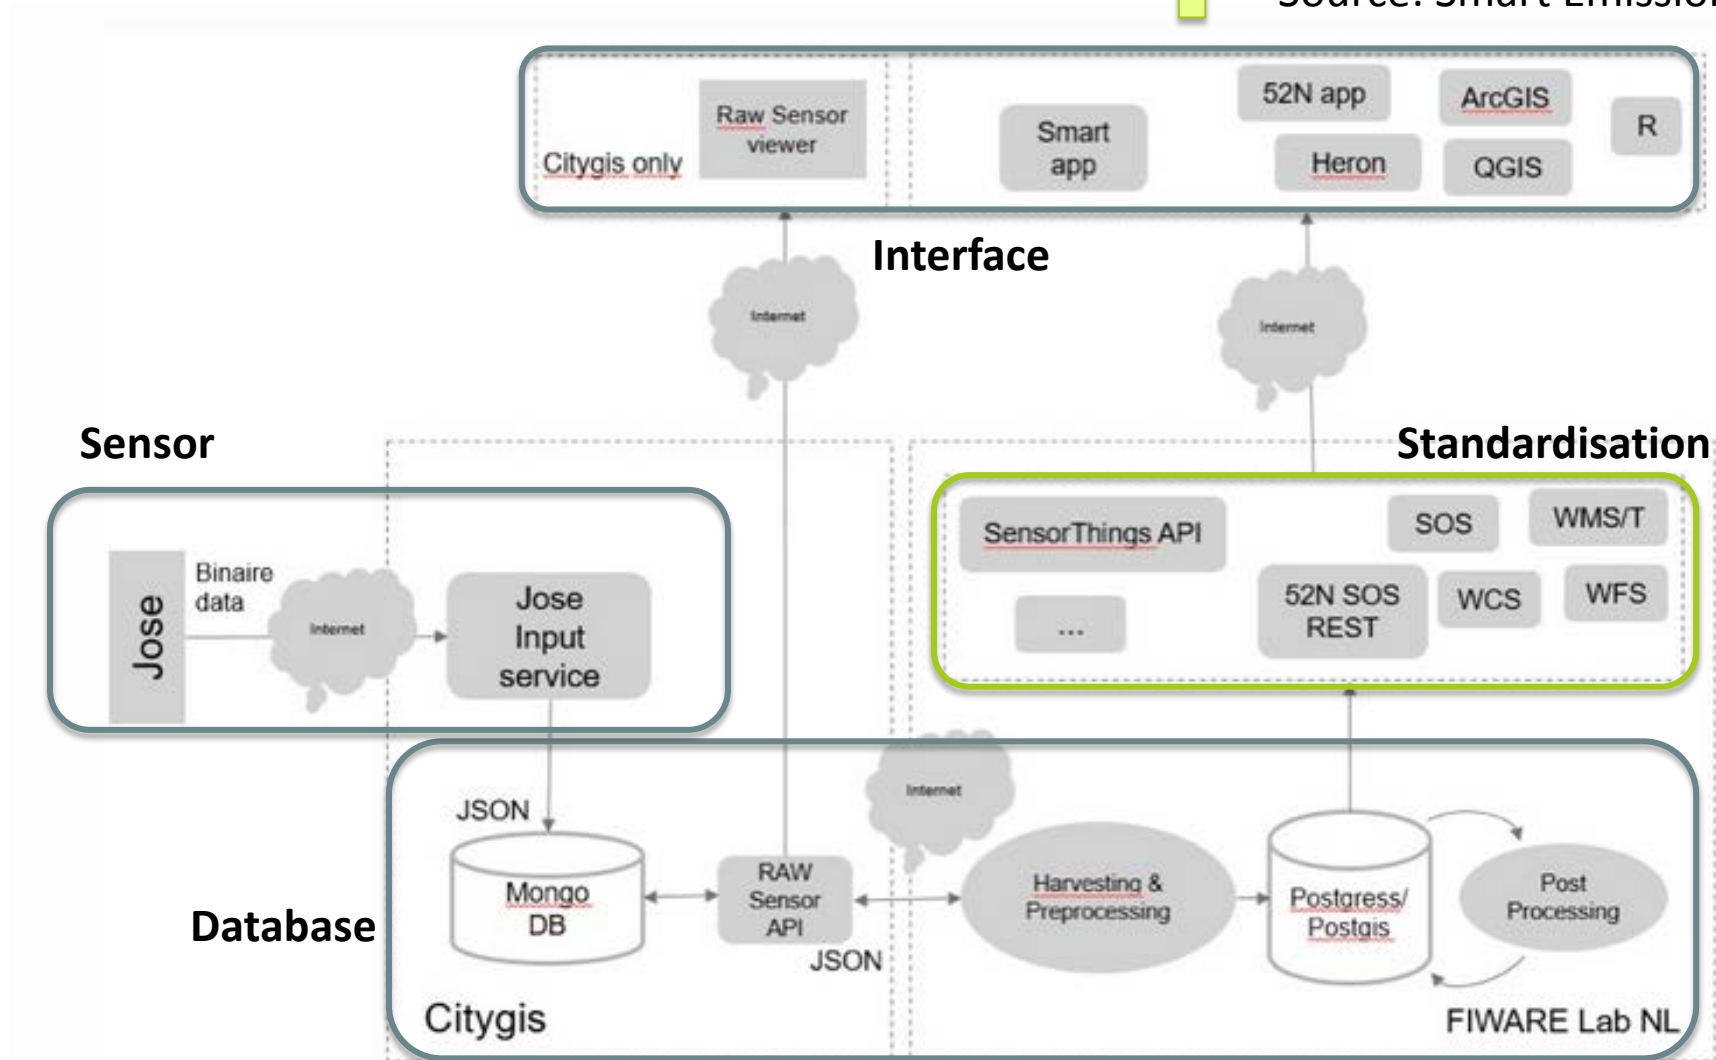 Source: Smart Emission
Raw Sensor
viewer
Citygis only
Smart
app
52N app
Heron
ArcGIS
QGIS
R
Interface
Internet
Internet
Sensor
Standardisation
Jose
Binaire
data
Internet
Jose
Input
service
SensorThings API
...
SOS
WMS/T
52N SOS
REST
WCS
WFS
JSON
Mongo
DB
RAW
Sensor
API
JSON
Internet
Harvesting &
Preprocessing
Postgress/
Postgis
Post
Processing
Database
Citygis
FIWARE Lab NL